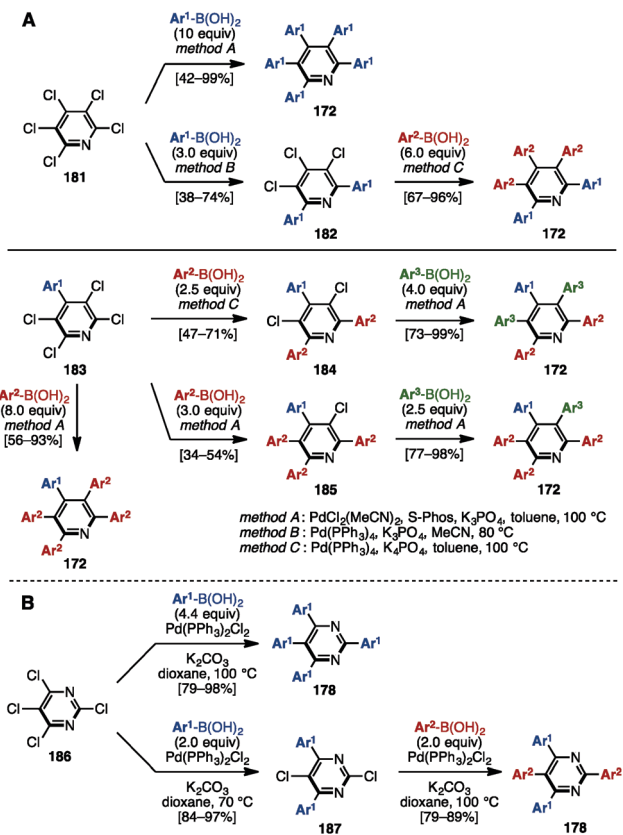 A
Ar1-B(OH)2
(10 equiv)
method A
[42–99%]
Ar1 Ar1
Ar1 Ar1
N
Ar1
172
Cl
Cl Cl
Cl Cl
N
Cl
181
Ar1-B(OH)2
(3.0 equiv)
method B
[38–74%]
Cl Cl
Cl Ar1
N
Ar1
182
Ar2-B(OH)2
(6.0 equiv)
method C
[67–96%]
Ar2 Ar2
Ar2 Ar1
N
Ar1
172
Ar1
Cl
Cl Cl
N
Cl
183
Ar2-B(OH)2
(2.5 equiv)
method C
[47–71%]
Ar1 Cl
Cl Ar2
N
Ar2
184
Ar3-B(OH)2
(4.0 equiv)
method A
[73–99%]
Ar1 Ar3
Ar3 Ar2
N
Ar2
172
Ar2-B(OH)2
(8.0 equiv)
method A
[56–93%]
Ar1 Ar2
Ar2 Ar2
N
Ar2
172
Ar2-B(OH)2
(3.0 equiv)
method A
[34–54%]
Ar1 Cl
Ar2 Ar2
N
Ar2
185
Ar3-B(OH)2
(2.5 equiv)
method A
[77–98%]
Ar1 Ar3
Ar2 Ar2
N
Ar2
172
method A : PdCl2(MeCN)2, S-Phos, K3PO4, toluene, 100 °C
method B : Pd(PPh3)4, K3PO4, MeCN, 80 °C
method C : Pd(PPh3)4, K4PO4, toluene, 100 °C
B
Ar1-B(OH)2
(4.4 equiv)
Pd(PPh3)2Cl2
K2CO3
dioxane, 100 °C
[79–98%]
Ar1
N
Ar1 Ar1
N
Ar1
178
Cl
N
Cl Cl
N
Cl
186
Ar1-B(OH)2
(2.0 equiv)
Pd(PPh3)2Cl2
K2CO3
dioxane, 70 °C
[84–97%]
Ar1
N
Cl Cl
N
Ar1
187
Ar2-B(OH)2
(2.0 equiv)
Pd(PPh3)2Cl2
K2CO3
dioxane, 100 °C
[79–89%]
Ar1
N
Ar2 Ar2
N
Ar1
178